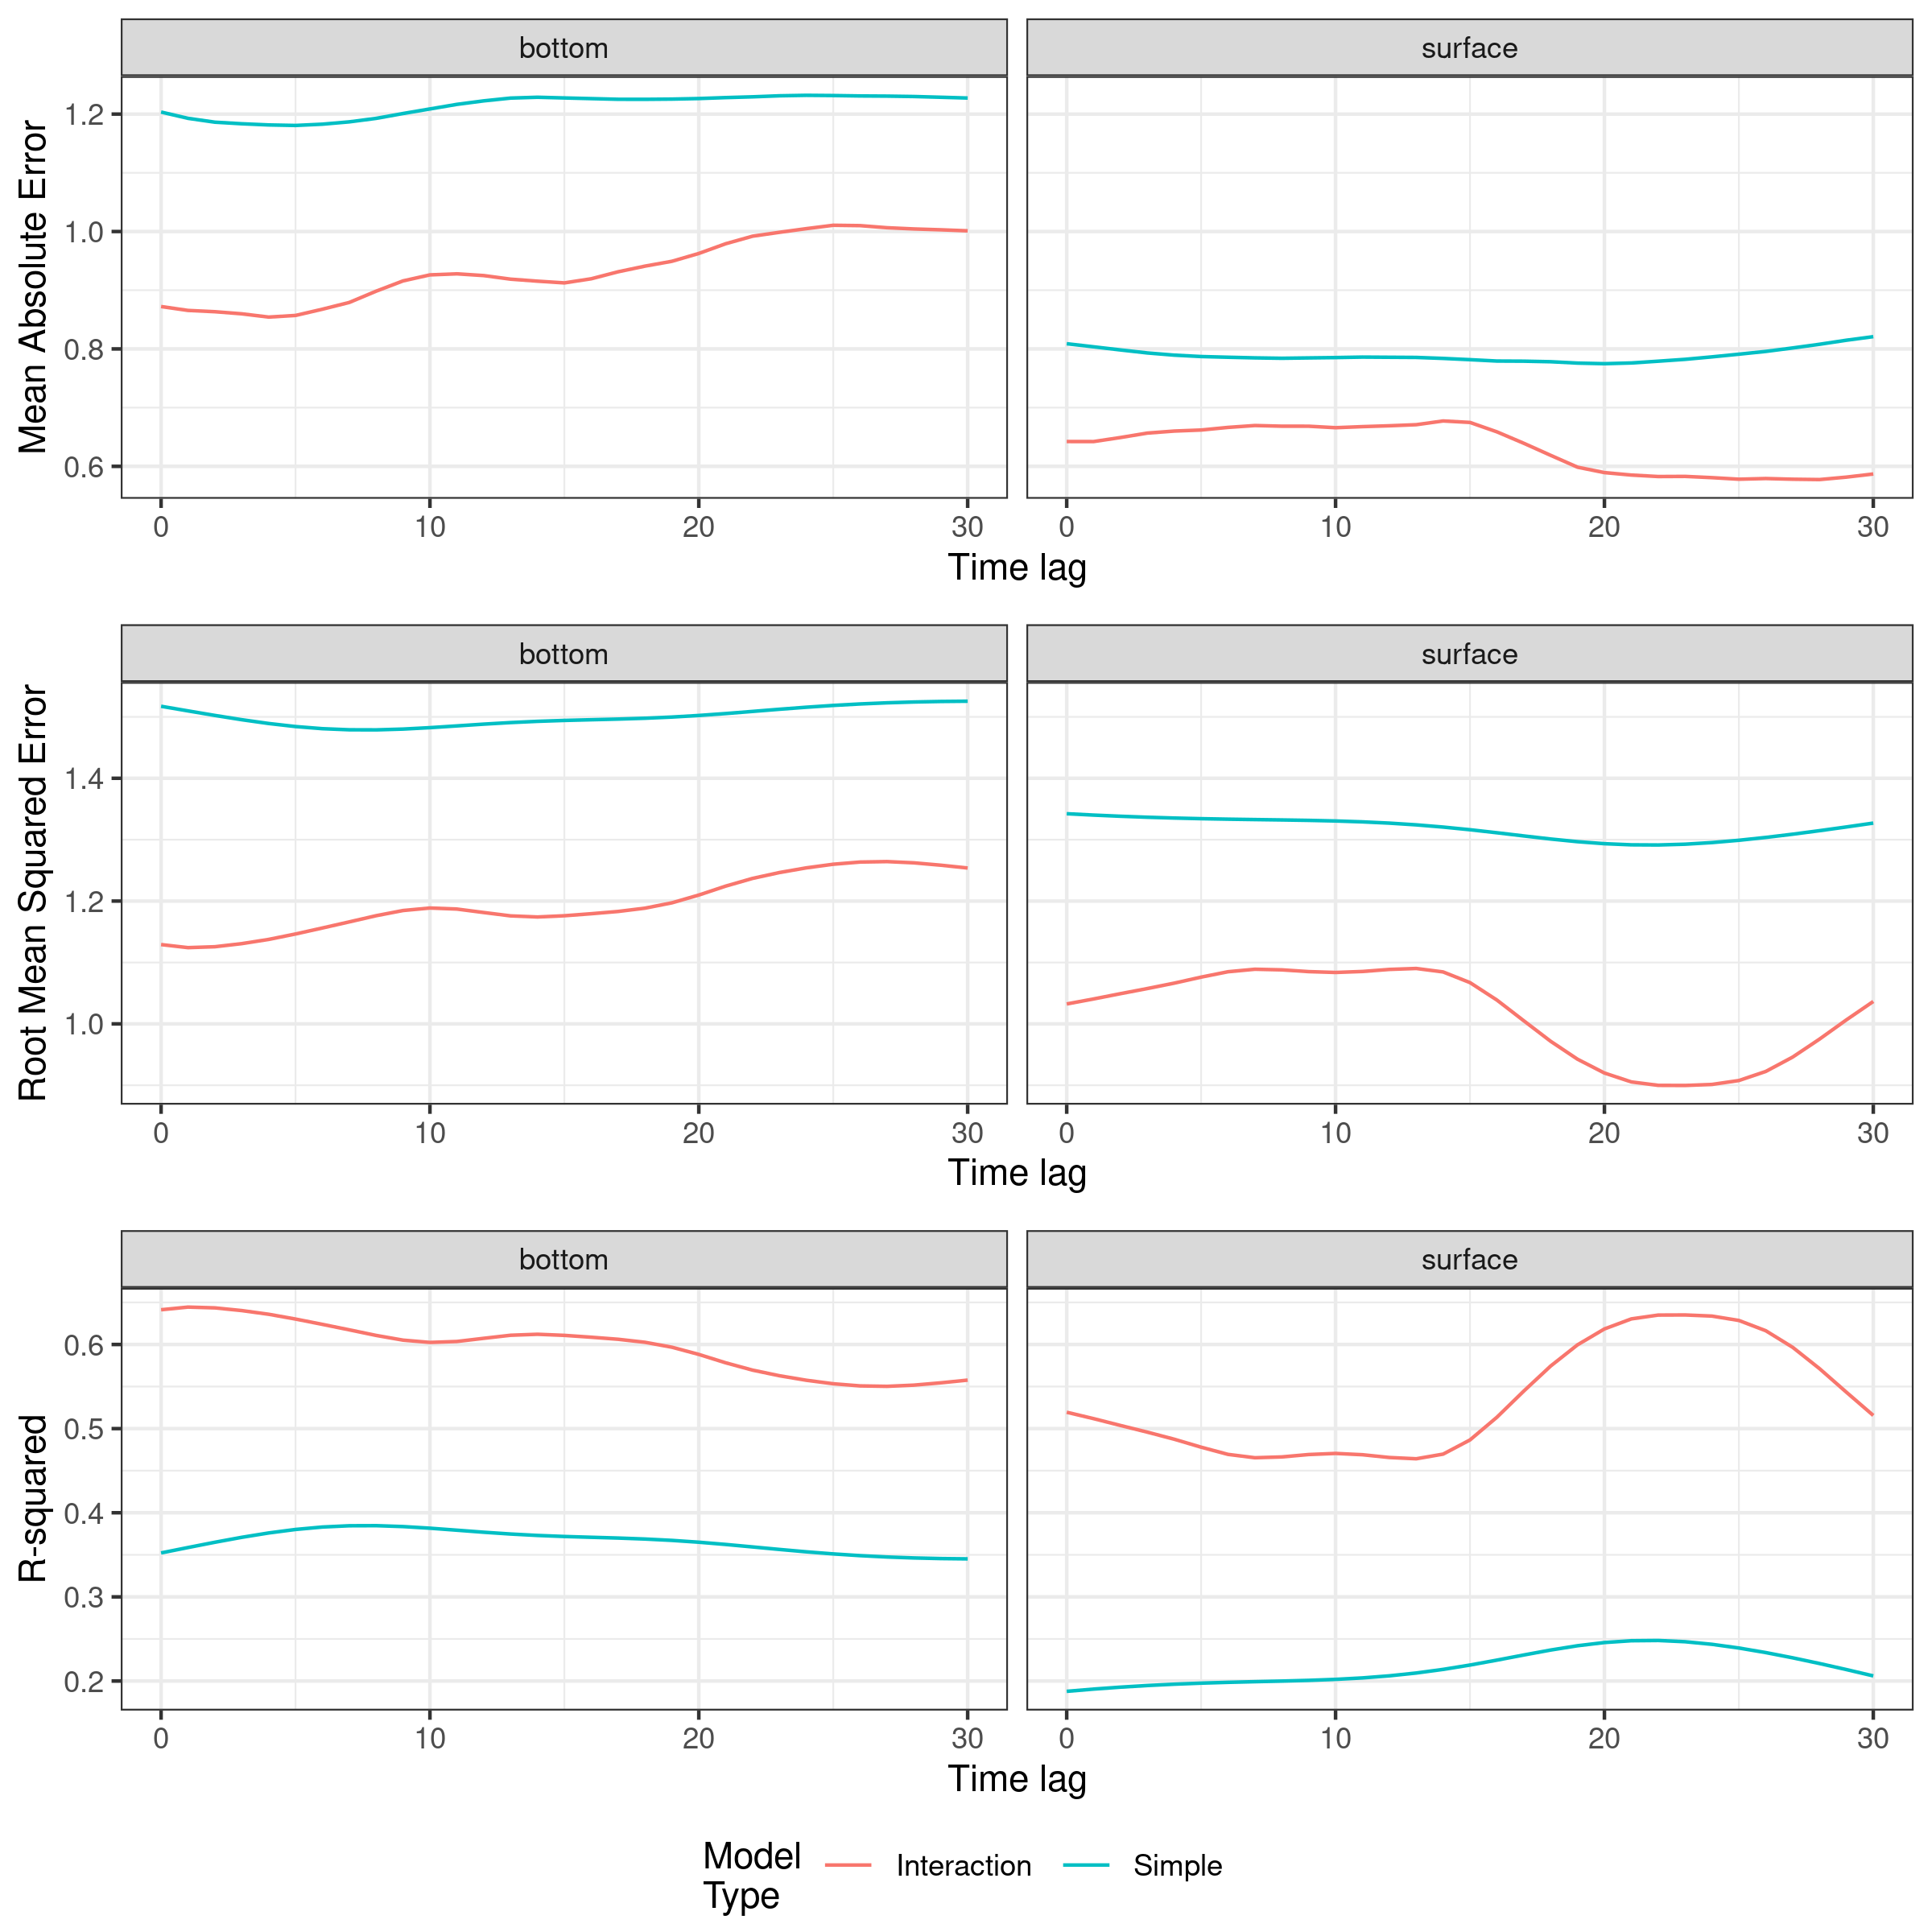 bottom
surface
Mean Absolute Error
1.2
1.0
0.8
0.6
0 10 20 30
0 10 20 30
Time lag
bottom
surface
Root Mean Squared Error
1.4
1.2
1.0
0 10 20 30
0 10 20 30
Time lag
bottom
surface
R-squared
0.6
0.5
0.4
0.3
0.2
0 10 20 30
0 10 20 30
Time lag
Model
Type
Interaction
Simple